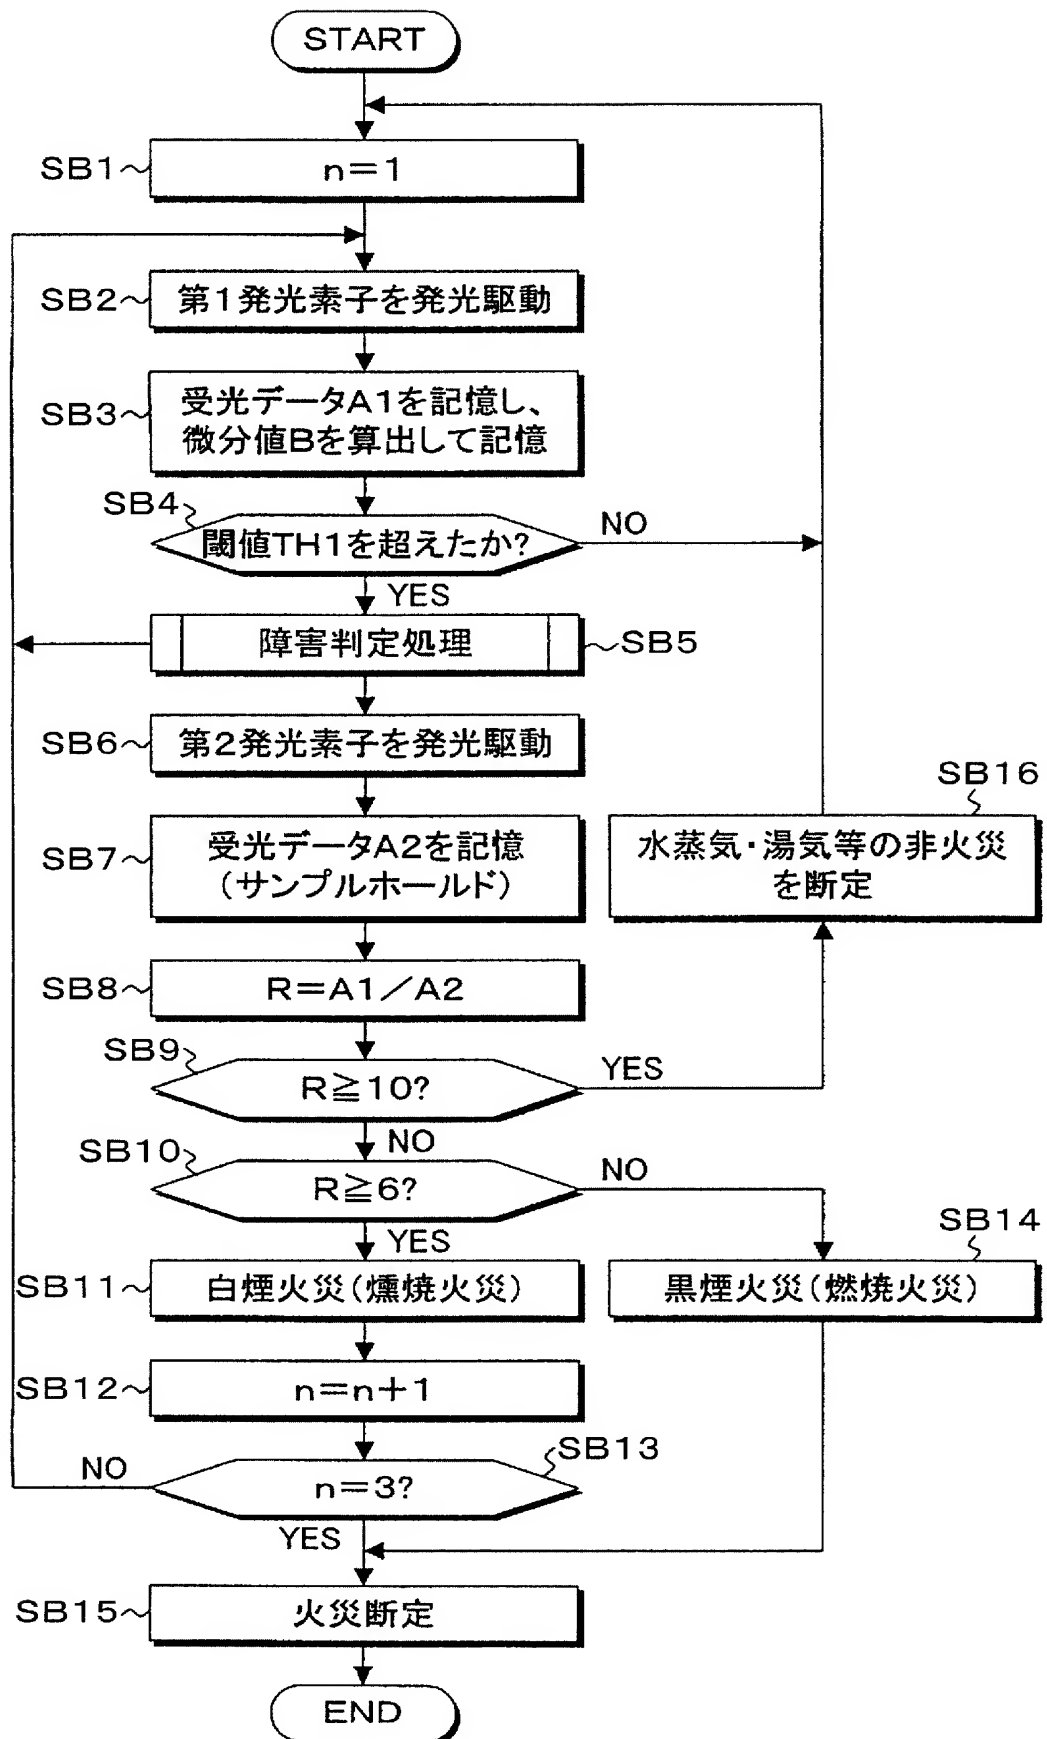 START
SB1
n＝1
SB2
第1発光素子を発光駆動
SB3
受光データA1を記憶し、
微分値Bを算出して記憶
SB4
閾値TH1を超えたか?
NO
YES
障害判定処理
SB5
SB6
第2発光素子を発光駆動
SB7
受光データA2を記憶
(サンプルホールド)
SB16
水蒸気・湯気等の非火災
を断定
SB8
R＝A1／A2
SB9
R≧10?
YES
NO
SB10
R≧6?
NO
YES
SB11
白煙火災(燻焼火災)
SB14
黒煙火災(燃焼火災)
SB12
n＝n＋1
SB13
n＝3?
NO
YES
SB15
火災断定
END